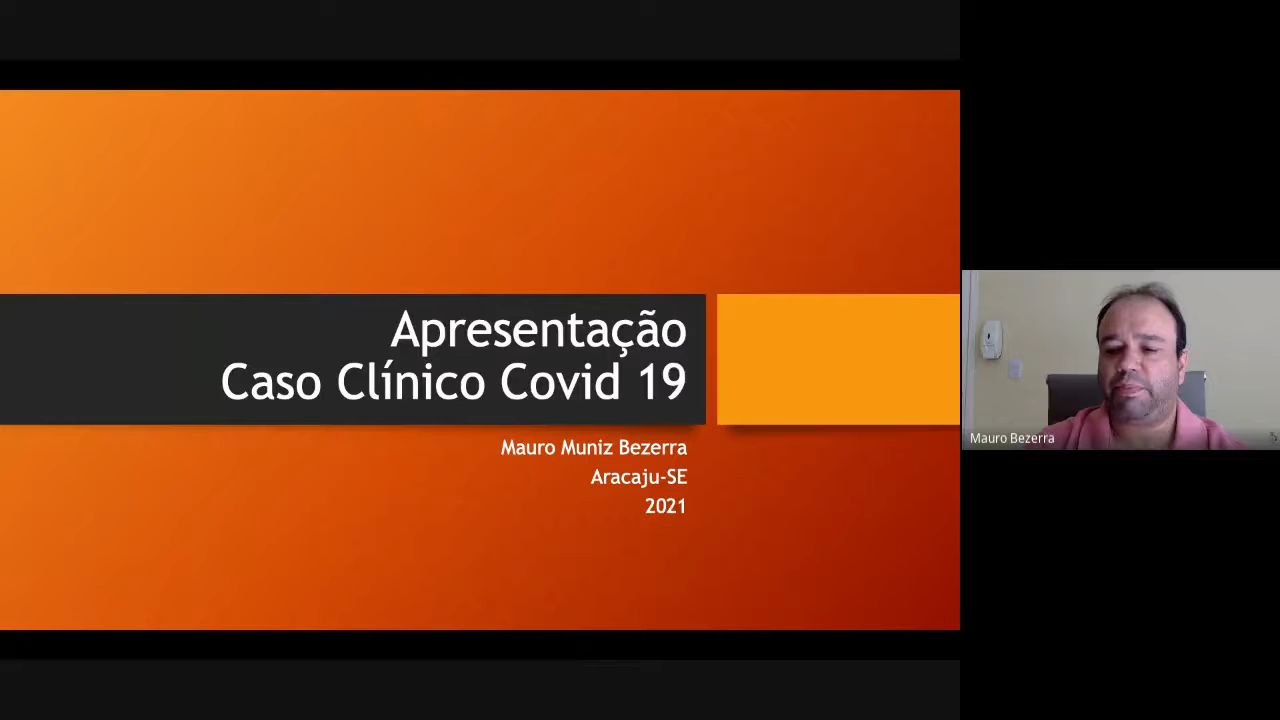 Apresentação
Caso Clínico Covid 19
Mauro Muniz Bezerra
Aracaju-SE
2021
Mauro Bezerra